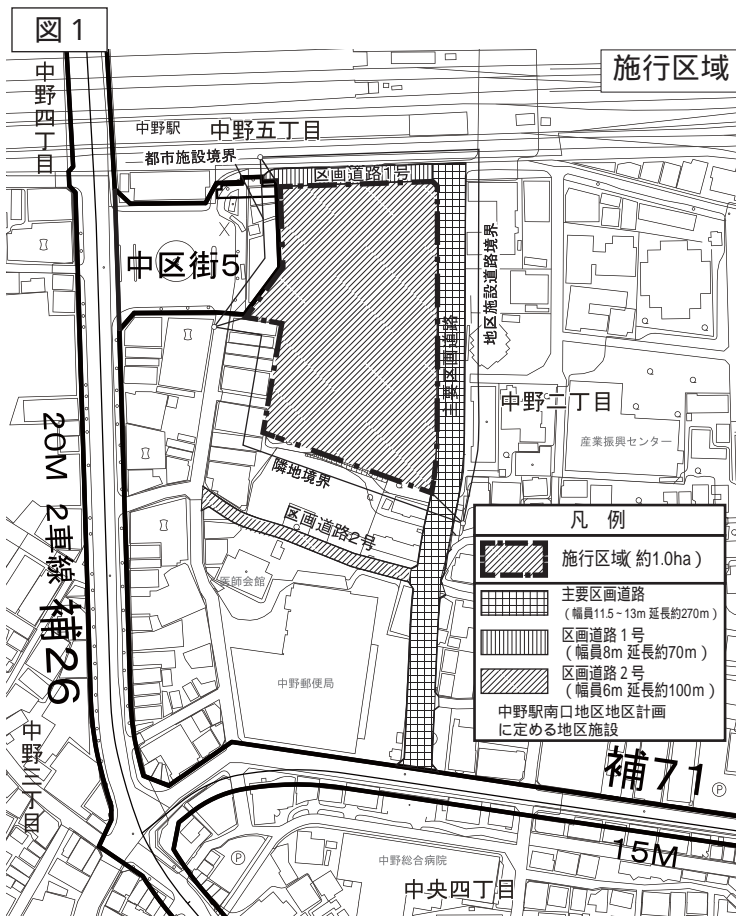 図1
施行区域
中野四丁目
中野駅
中野五丁目
都市施設境界
区画道路1号
中区街5
地区施設道路境界
主要区画道路
中野二丁目
産業振興センター
隣地境界
区画道路2号
20M 2車線 補26
医師会館
中野郵便局
中野三丁目
凡 例
施行区域(約1.0ha)
主要区画道路
(幅員11.5~13m 延長約270m)
区画道路1号
(幅員8m 延長約70m)
区画道路2号
(幅員6m 延長約100m)
中野駅南口地区地区計画
に定める地区施設
補71
P
15M
P
中野総合病院
中央四丁目